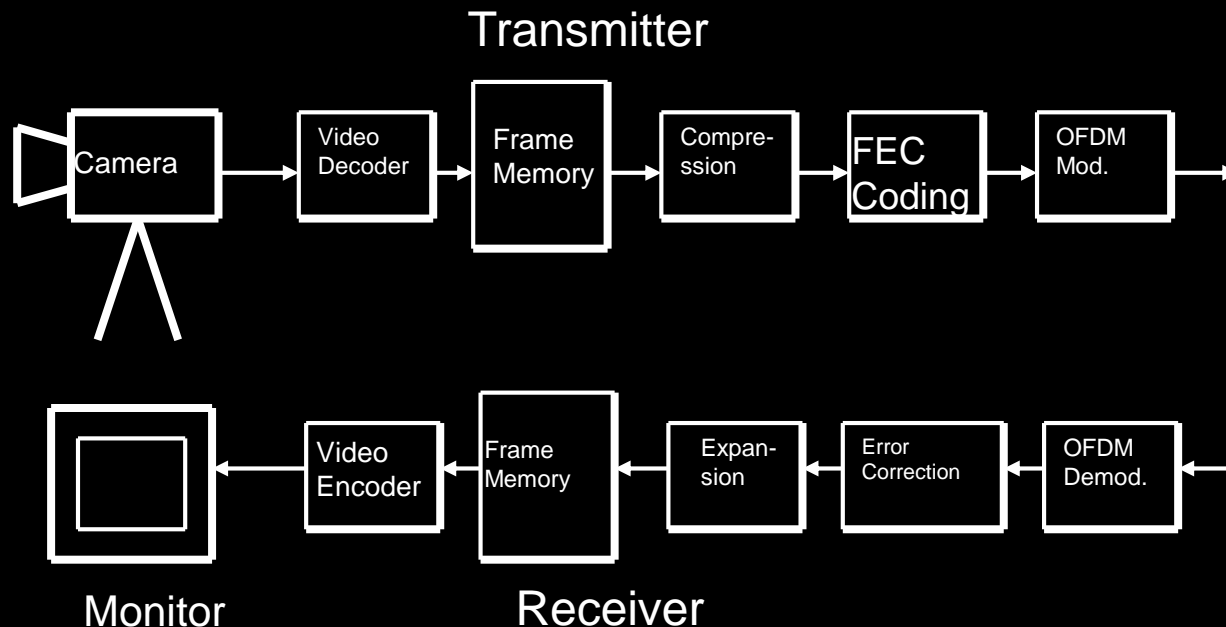 Transmitter
Camera
Video
Decoder
Frame
Memory
Compre-
ssion
FEC
Coding
OFDM
Mod.
Video
Encoder
Frame
Memory
Expan-
sion
Error
Correction
OFDM
Demod.
Monitor
Receiver